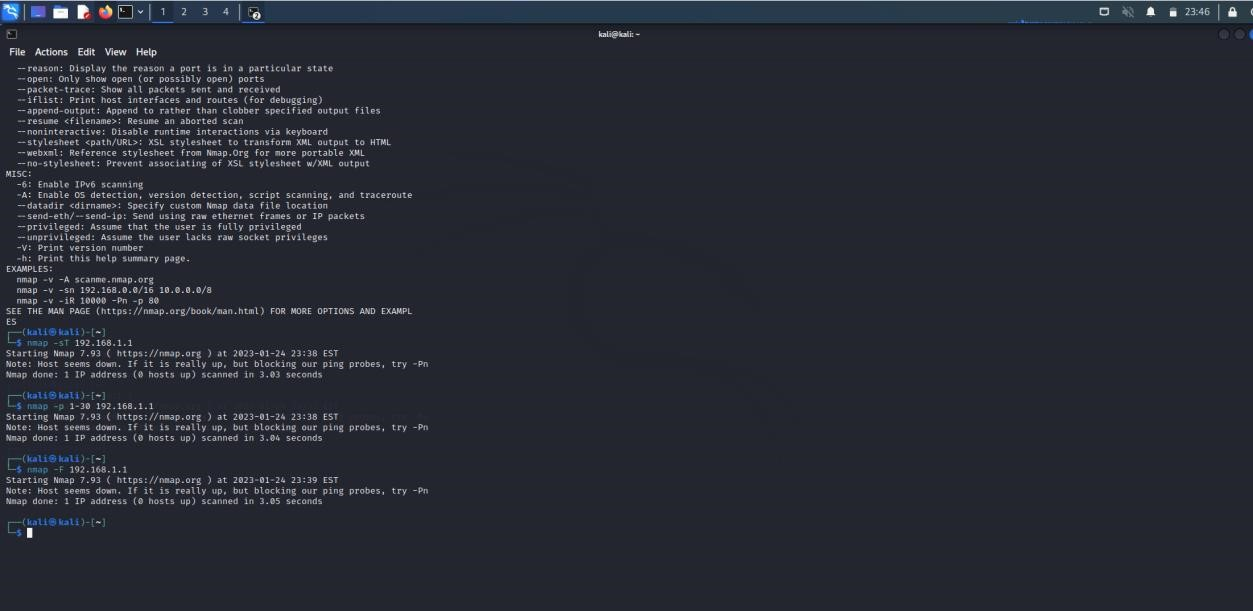 1 2 3 4 2 23:46
kali@kali: ~
File Actions Edit View Help
--reason: Display the reason a port is in a particular state
--open: Only show open (or possibly open) ports
--packet-trace: Show all packets sent and received
--iflist: Print host interfaces and routes (for debugging)
--append-output: Append to rather than clobber specified output files
--resume <filename>: Resume an aborted scan
--noninteractive: Disable runtime interactions via keyboard
--stylesheet <path/URL>: XSL stylesheet to transform XML output to HTML
--webxml: Reference stylesheet from Nmap.Org for more portable XML
--no-stylesheet: Prevent associating of XSL stylesheet w/XML output
MISC:
-6: Enable IPv6 scanning
-A: Enable OS detection, version detection, script scanning, and traceroute
--datadir <dirname>: Specify custom Nmap data file location
--send-eth/--send-ip: Send using raw ethernet frames or IP packets
--privileged: Assume that the user is fully privileged
--unprivileged: Assume the user lacks raw socket privileges
-V: Print version number
-h: Print this help summary page.
EXAMPLES:
nmap -v -A scanme.nmap.org
nmap -v -sn 192.168.0.0/16 10.0.0.0/8
nmap -v -iR 10000 -Pn -p 80
SEE THE MAN PAGE (https://nmap.org/book/man.html) FOR MORE OPTIONS AND EXAMPL
ES
┌──(kali㉿kali)-[~]
└─$ nmap -sT 192.168.1.1
Starting Nmap 7.93 ( https://nmap.org ) at 2023-01-24 23:38 EST
Note: Host seems down. If it is really up, but blocking our ping probes, try -Pn
Nmap done: 1 IP address (0 hosts up) scanned in 3.03 seconds
┌──(kali㉿kali)-[~]
└─$ nmap -p 1-30 192.168.1.1
Starting Nmap 7.93 ( https://nmap.org ) at 2023-01-24 23:38 EST
Note: Host seems down. If it is really up, but blocking our ping probes, try -Pn
Nmap done: 1 IP address (0 hosts up) scanned in 3.04 seconds
┌──(kali㉿kali)-[~]
└─$ nmap -F 192.168.1.1
Starting Nmap 7.93 ( https://nmap.org ) at 2023-01-24 23:39 EST
Note: Host seems down. If it is really up, but blocking our ping probes, try -Pn
Nmap done: 1 IP address (0 hosts up) scanned in 3.05 seconds
┌──(kali㉿kali)-[~]
└─$